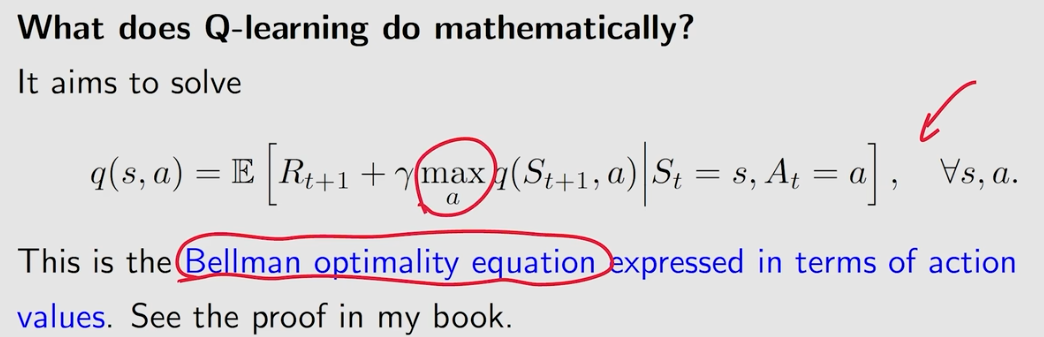 What does Q-learning do mathematically?
It aims to solve
q(s, a) = 𝔼 [R_{t+1} + γ max_a q(S_{t+1}, a) | S_t = s, A_t = a] , ∀s, a.
This is the Bellman optimality equation expressed in terms of action
values. See the proof in my book.